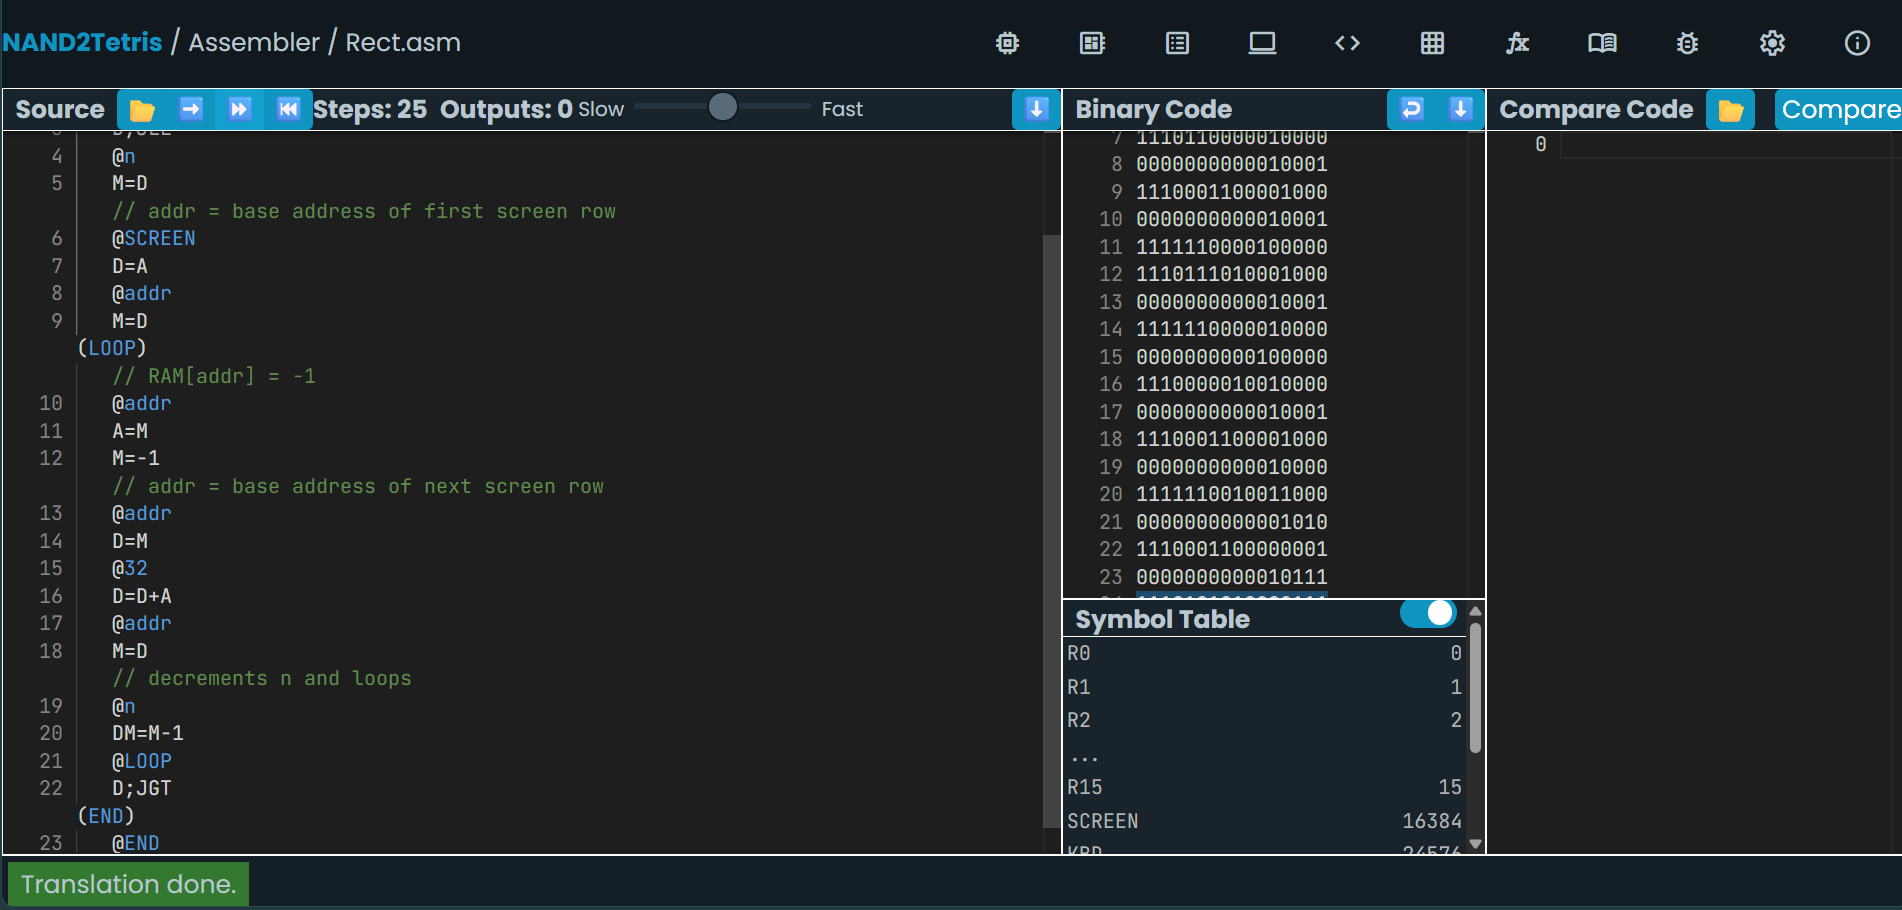 NAND2Tetris / Assembler / Rect.asm
Source Steps: 25 Outputs: 0 Slow Fast
4 @n
5 M=D
// addr = base address of first screen row
6 @SCREEN
7 D=A
8 @addr
9 M=D
(LOOP)
// RAM[addr] = -1
10 @addr
11 A=M
12 M=-1
// addr = base address of next screen row
13 @addr
14 D=M
15 @32
16 D=D+A
17 @addr
18 M=D
// decrements n and loops
19 @n
20 DM=M-1
21 @LOOP
22 D;JGT
(END)
23 @END
Binary Code
7 1110110000010000
8 0000000000010001
9 1110001100001000
10 0000000000010001
11 1111110000100000
12 1110111010001000
13 0000000000010001
14 1111110000010000
15 0000000000100000
16 1110000010010000
17 0000000000010001
18 1110001100001000
19 0000000000010000
20 1111110010011000
21 0000000000001010
22 1110001100000001
23 0000000000010111
Symbol Table
R0 0
R1 1
R2 2
...
R15 15
SCREEN 16384
KBD 24576
Compare Code Compare
0
Translation done.